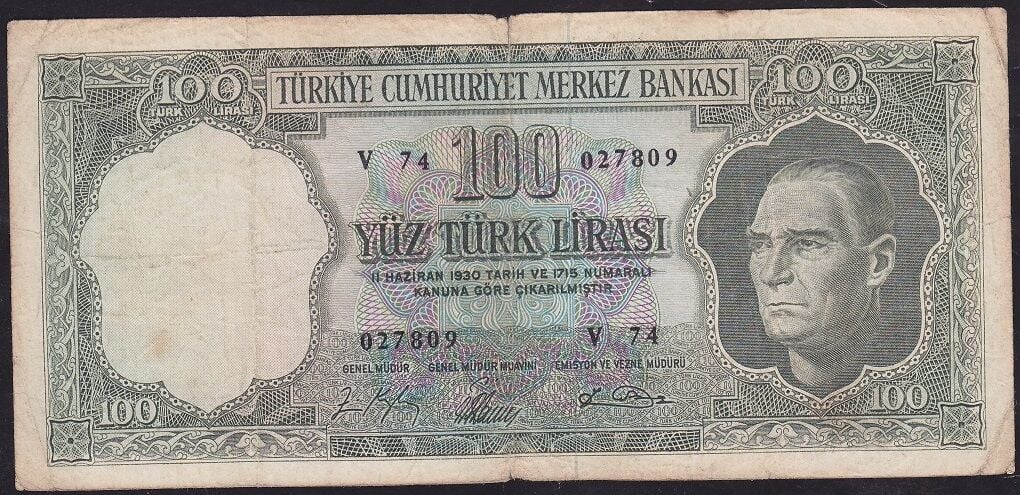 100 TÜRK LİRASI
TÜRKİYE CUMHURİYET MERKEZ BANKASI
100 TÜRK LİRASI
V 74 100 027809
YÜZ TÜRK LİRASI
11 HAZİRAN 1930 TARİH VE 1715 NUMARALI
KANUNA GÖRE ÇIKARILMIŞTIR
027809 V 74
GENEL MÜDÜR GENEL MÜDÜR MUAVİNİ EMİSYON VE VEZNE MÜDÜRÜ
100 100